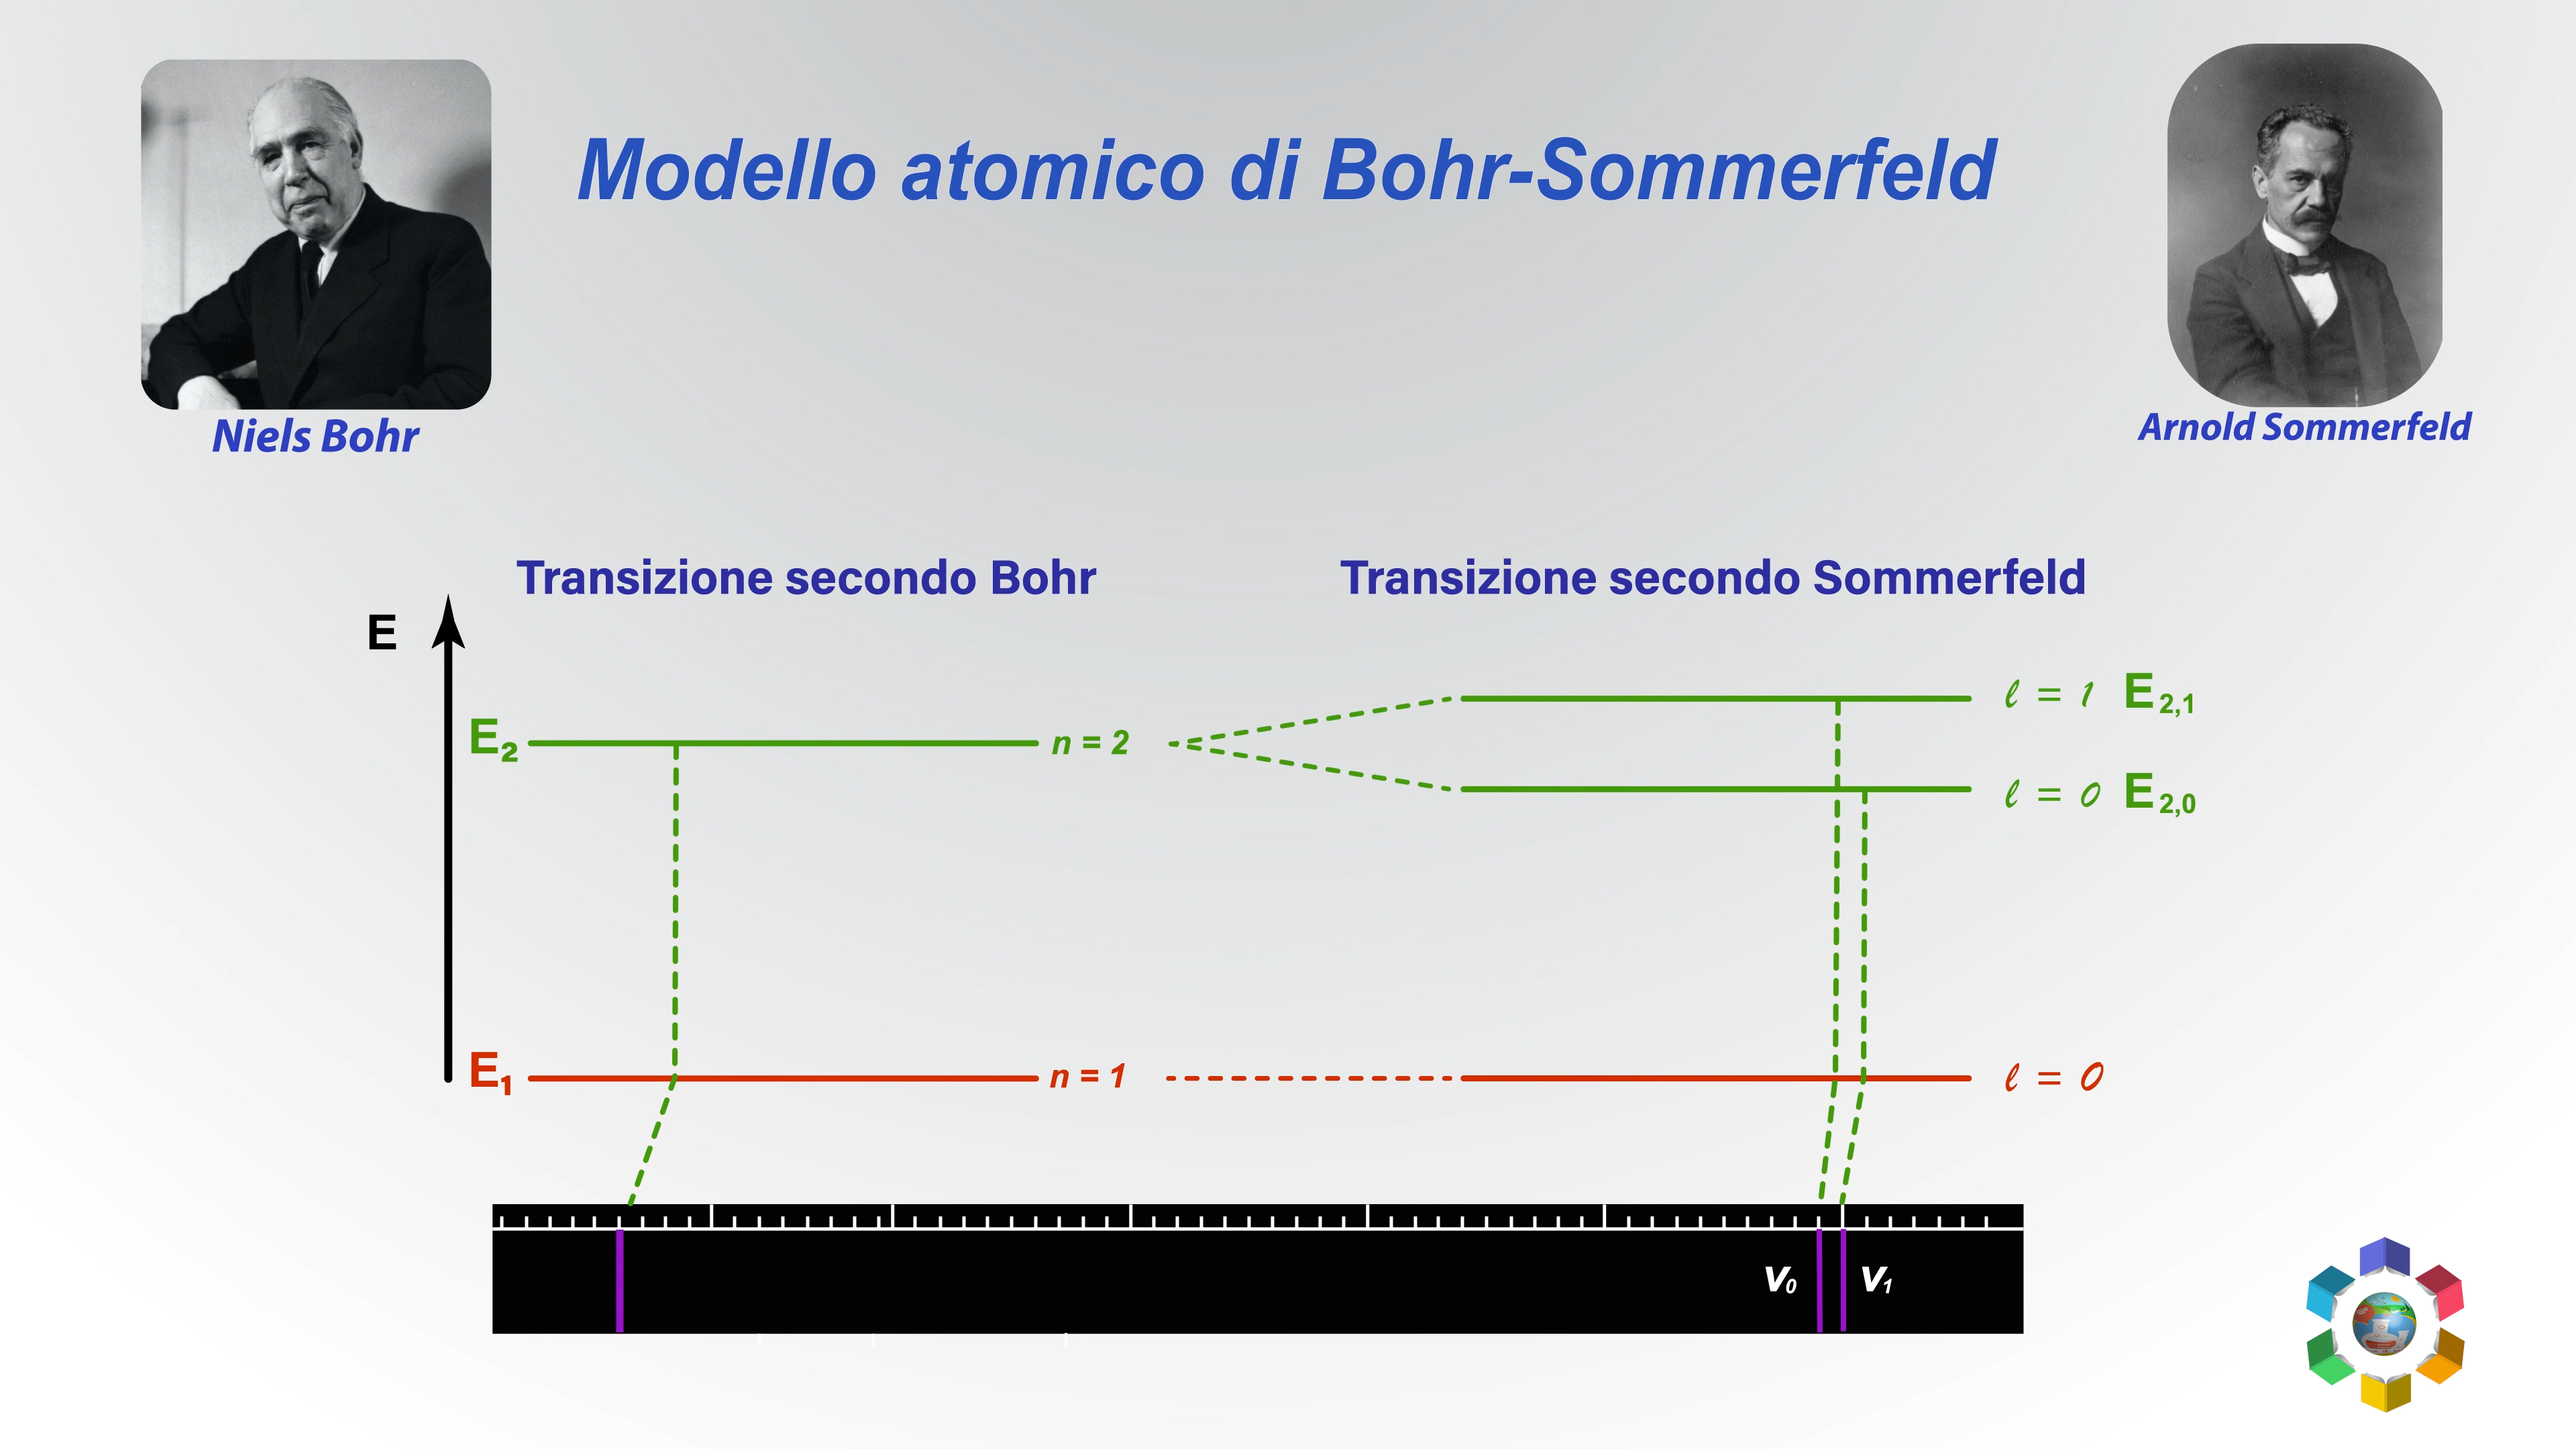 Modello atomico di Bohr-Sommerfeld
Niels Bohr
Arnold Sommerfeld
Transizione secondo Bohr
Transizione secondo Sommerfeld
E
E₂
n = 2
ℓ = 1 E₂,₁
ℓ = 0 E₂,₀
E₁
n = 1
ℓ = 0
ν₀
ν₁